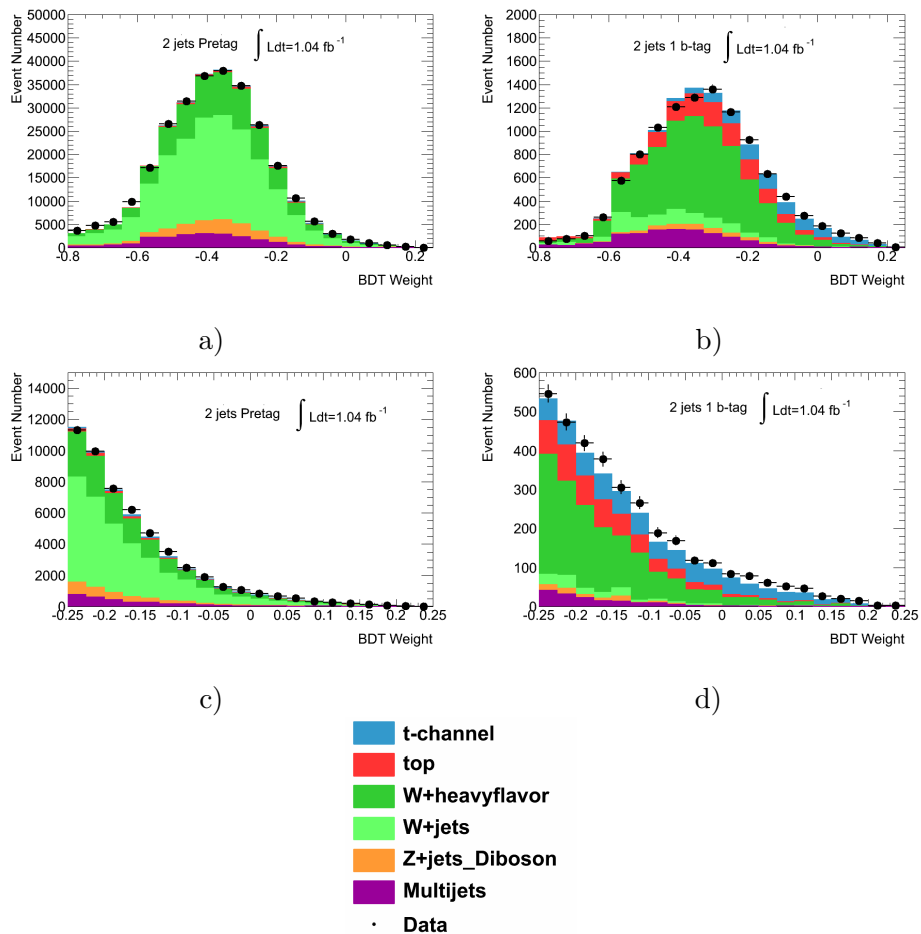 Event Number
50000
45000
40000
35000
30000
25000
20000
15000
10000
5000
0
2 jets Pretag ∫ Ldt=1.04 fb⁻¹
-0.8 -0.6 -0.4 -0.2 0 0.2
BDT Weight
a)
Event Number
2000
1800
1600
1400
1200
1000
800
600
400
200
0
2 jets 1 b-tag ∫ Ldt=1.04 fb⁻¹
-0.8 -0.6 -0.4 -0.2 0 0.2
BDT Weight
b)
Event Number
14000
12000
10000
8000
6000
4000
2000
0
2 jets Pretag ∫ Ldt=1.04 fb⁻¹
-0.25 -0.2 -0.15 -0.1 -0.05 0 0.05 0.1 0.15 0.2 0.25
BDT Weight
c)
Event Number
600
500
400
300
200
100
0
2 jets 1 b-tag ∫ Ldt=1.04 fb⁻¹
-0.25 -0.2 -0.15 -0.1 -0.05 0 0.05 0.1 0.15 0.2 0.25
BDT Weight
d)
t-channel
top
W+heavyflavor
W+jets
Z+jets_Diboson
Multijets
Data